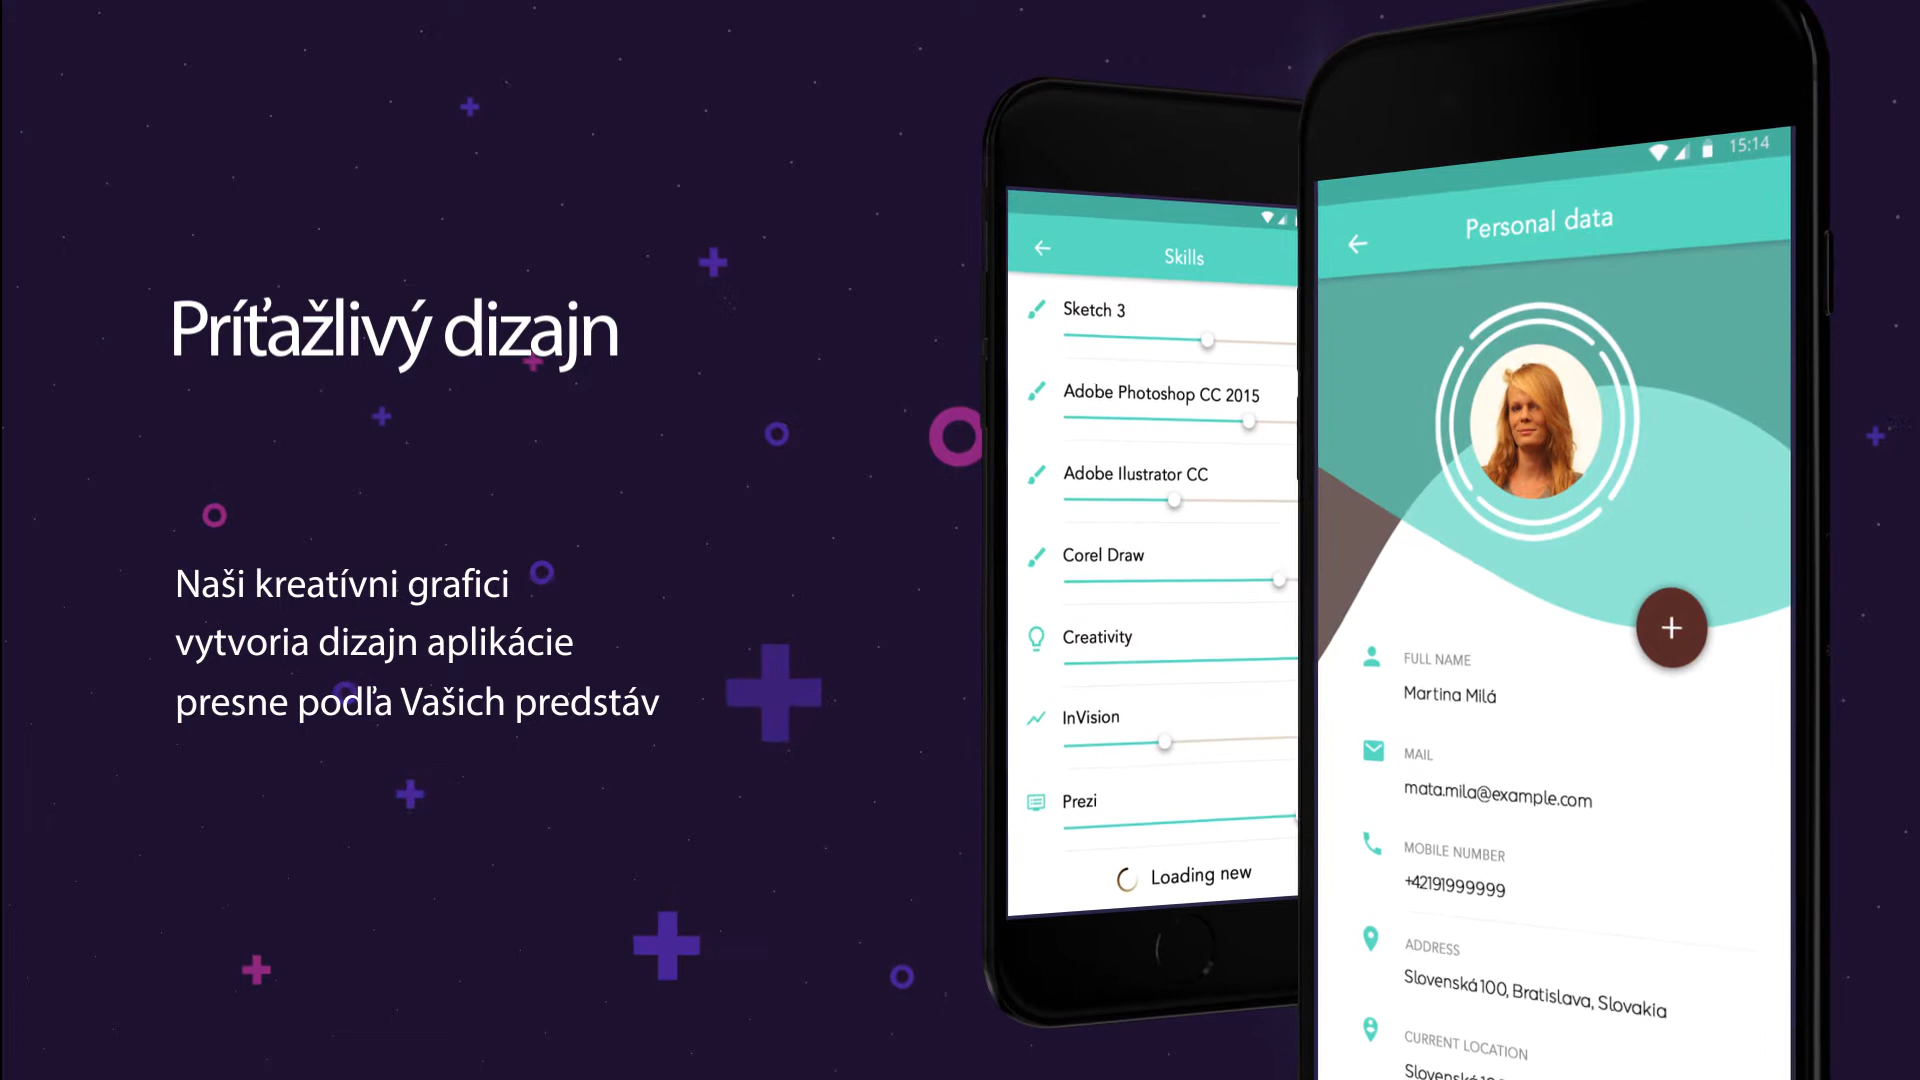 Príťažlivý dizajn
Naši kreatívni grafici
vytvoria dizajn aplikácie
presne podľa Vašich predstáv
Skills
Sketch 3
Adobe Photoshop CC 2015
Adobe Ilustrator CC
Corel Draw
Creativity
InVision
Prezi
Loading new
15:14
Personal data
FULL NAME
Martina Milá
MAIL
mata.mila@example.com
MOBILE NUMBER
+42191999999
ADDRESS
Slovenská 100, Bratislava, Slovakia
CURRENT LOCATION